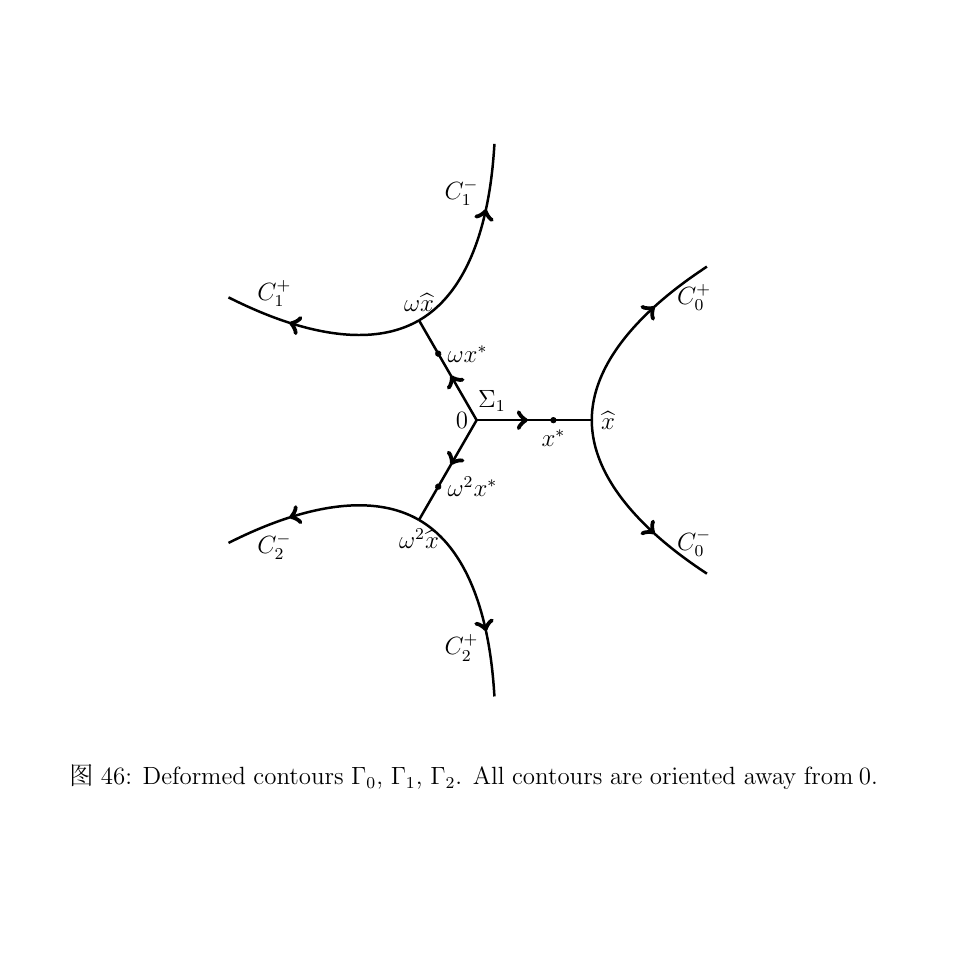 $C_1^-$
$C_0^+$
$C_1^+$
$\omega\widehat{x}$
$\omega x^*$
$\Sigma_1$
0
$\widehat{x}$
$x^*$
$\omega^2 x^*$
$\omega^2\widehat{x}$
$C_2^-$
$C_0^-$
$C_2^+$
图 46: Deformed contours $\Gamma_0$, $\Gamma_1$, $\Gamma_2$. All contours are oriented away from 0.